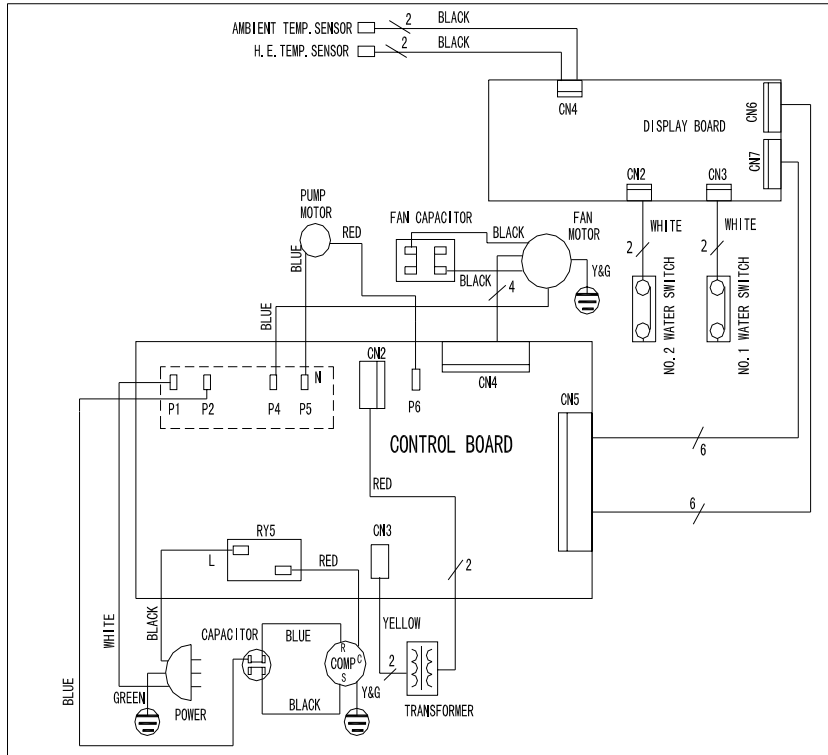 AMBIENT TEMP. SENSOR
2
BLACK
H. E. TEMP. SENSOR
2
BLACK
CN4
DISPLAY BOARD
CN6
CN7
CN2
CN3
WHITE
WHITE
2
2
NO. 2 WATER SWITCH
NO. 1 WATER SWITCH
PUMP
MOTOR
RED
BLUE
FAN CAPACITOR
BLACK
BLACK
FAN
MOTOR
Y&G
4
BLUE
N
P1
P2
P4
P5
CN2
P6
CN4
CN5
CONTROL BOARD
6
6
RED
RY5
L
RED
CN3
2
WHITE
BLACK
BLUE
CAPACITOR
BLUE
R
COMP
C
S
YELLOW
2
GREEN
POWER
BLACK
Y&G
TRANSFORMER